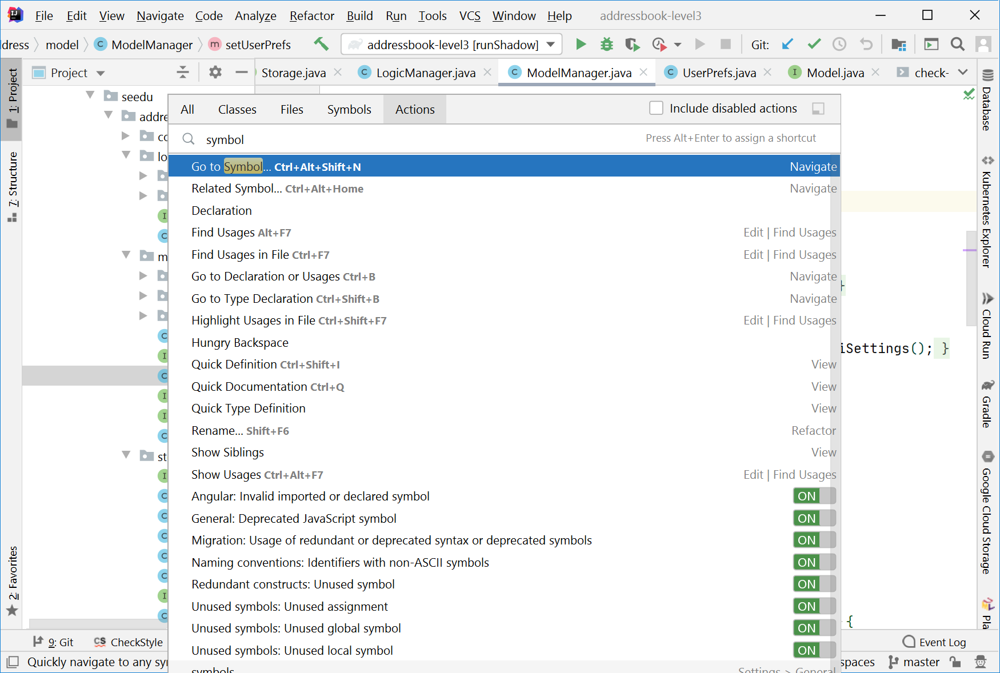 File Edit View Navigate Code Analyze Refactor Build Run Tools VCS Window Help addressbook-level3
ldress model C ModelManager m setUserPrefs addressbook-level3 [runShadow] Git:
Project Storage.java C LogicManager.java C ModelManager.java C UserPrefs.java I Model.java check-
1: Project
7: Structure
2: Favorites
seedu
addre
co
lo
m
st
All Classes Files Symbols Actions Include disabled actions
symbol Press Alt+Enter to assign a shortcut
Go to Symbol... Ctrl+Alt+Shift+N Navigate
Related Symbol... Ctrl+Alt+Home Navigate
Declaration
Find Usages Alt+F7 Edit | Find Usages
Find Usages in File Ctrl+F7 Edit | Find Usages
Go to Declaration or Usages Ctrl+B Navigate
Go to Type Declaration Ctrl+Shift+B Navigate
Highlight Usages in File Ctrl+Shift+F7 Edit | Find Usages
Hungry Backspace
Quick Definition Ctrl+Shift+I View
Quick Documentation Ctrl+Q View
Quick Type Definition View
Rename... Shift+F6 Refactor
Show Siblings View
Show Usages Ctrl+Alt+F7 Edit | Find Usages
Angular: Invalid imported or declared symbol ON
General: Deprecated JavaScript symbol ON
Migration: Usage of redundant or deprecated syntax or deprecated symbols ON
Naming conventions: Identifiers with non-ASCII symbols ON
Redundant constructs: Unused symbol ON
Unused symbols: Unused assignment ON
Unused symbols: Unused global symbol ON
Unused symbols: Unused local symbol ON
symbols Settings > General
}
iSettings(); }
{
Database
Kubernetes Explorer
Cloud Run
Gradle
Google Cloud Storage
Pla
9: Git CS CheckStyle Event Log
Quickly navigate to any syr spaces master